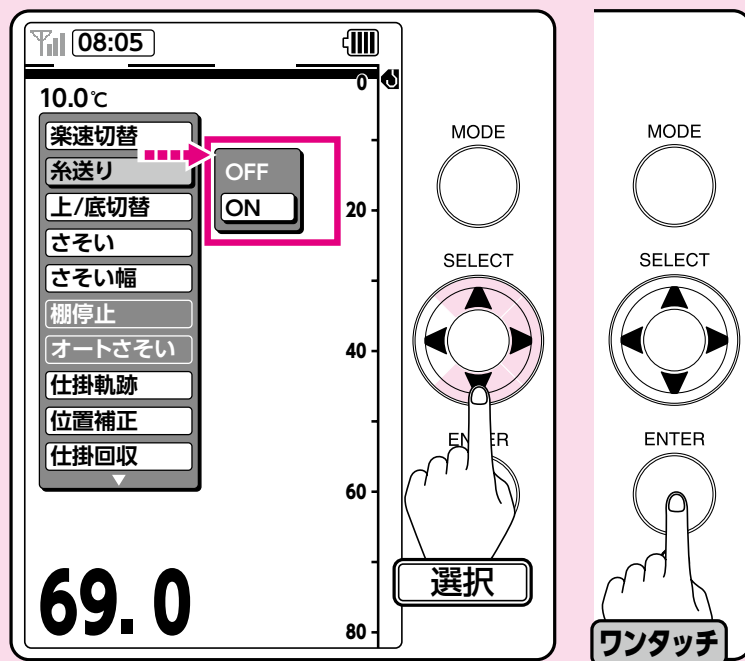 08:05
0
10.0℃
楽速切替
糸送り
OFF
ON
上/底切替
さそい
さそい幅
棚停止
オートさそい
仕掛軌跡
位置補正
仕掛回収
20
40
60
80
69.0
MODE
SELECT
選択
MODE
SELECT
ENTER
ワンタッチ